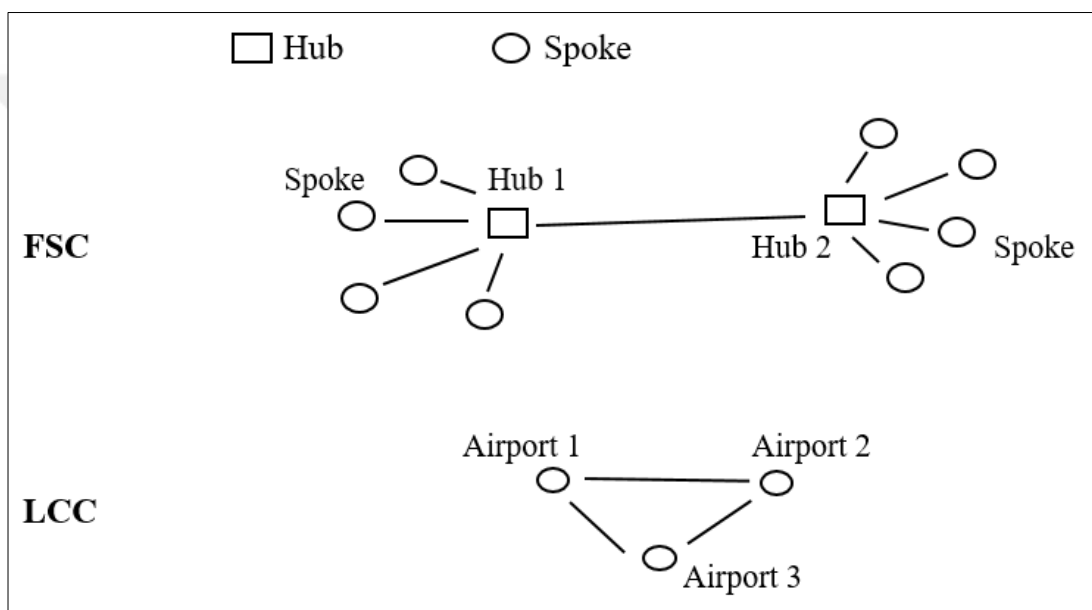 Hub
Spoke
Spoke
Hub 1
FSC
Hub 2
Spoke
Airport 1
Airport 2
LCC
Airport 3